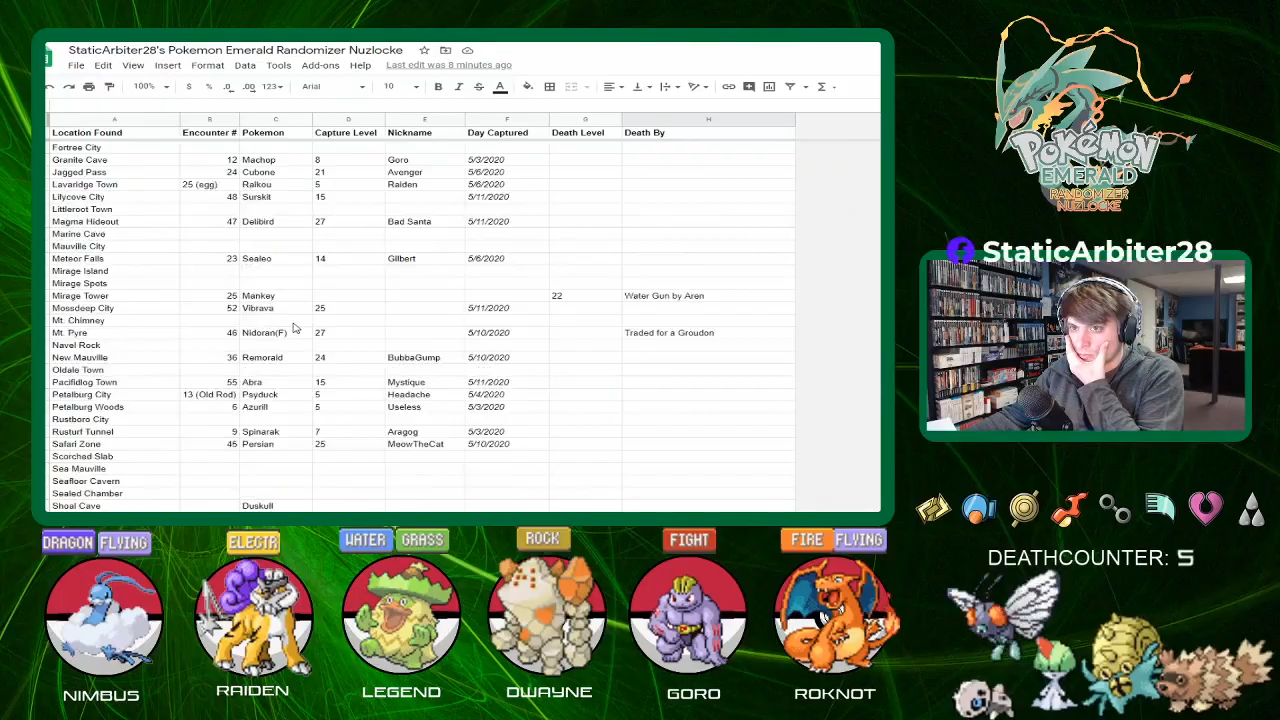 StaticArbiter28's Pokemon Emerald Randomizer Nuzlocke
File Edit View Insert Format Data Tools Add-ons Help Last edit was 8 minutes ago
100% $ % .0 .00 123 Arial 10 B I S A
A B C D E F G H
Location Found Encounter # Pokemon Capture Level Nickname Day Captured Death Level Death By
Fortree City
Granite Cave 12 Machop 8 Goro 5/3/2020
Jagged Pass 24 Cubone 21 Avenger 5/6/2020
Lavaridge Town 25 (egg) Raikou 5 Raiden 5/6/2020
Lilycove City 48 Surskit 15 5/11/2020
Littleroot Town
Magma Hideout 47 Delibird 27 Bad Santa 5/11/2020
Marine Cave
Mauville City
Meteor Falls 23 Sealeo 14 Gilbert 5/6/2020
Mirage Island
Mirage Spots
Mirage Tower 25 Mankey 22 Water Gun by Aren
Mossdeep City 52 Vibrava 25 5/11/2020
Mt. Chimney
Mt. Pyre 46 Nidoran(F) 27 5/10/2020 Traded for a Groudon
Navel Rock
New Mauville 36 Remoraid 24 BubbaGump 5/10/2020
Oldale Town
Pacifidlog Town 55 Abra 15 Mystique 5/11/2020
Petalburg City 13 (Old Rod) Psyduck 5 Headache 5/4/2020
Petalburg Woods 6 Azurill 5 Useless 5/3/2020
Rustboro City
Rusturf Tunnel 9 Spinarak 7 Aragog 5/3/2020
Safari Zone 45 Persian 25 MeowTheCat 5/10/2020
Scorched Slab
Sea Mauville
Seafloor Cavern
Sealed Chamber
Shoal Cave Duskull
POKéMON
EMERALD
RANDOMIZER
NUZLOCKE
StaticArbiter28
DRAGON FLYING ELECTR WATER GRASS ROCK FIGHT FIRE FLYING
NIMBUS RAIDEN LEGEND DWAYNE GORO ROKNOT
DEATHCOUNTER: 5